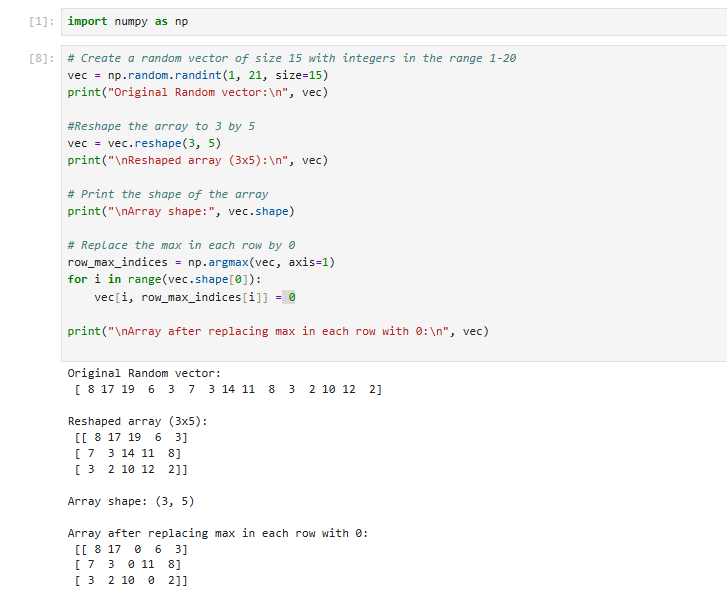 [1]: import numpy as np
[8]: # Create a random vector of size 15 with integers in the range 1-20
vec = np.random.randint(1, 21, size=15)
print("Original Random vector:\n", vec)
#Reshape the array to 3 by 5
vec = vec.reshape(3, 5)
print("\nReshaped array (3x5):\n", vec)
# Print the shape of the array
print("\nArray shape:", vec.shape)
# Replace the max in each row by 0
row_max_indices = np.argmax(vec, axis=1)
for i in range(vec.shape[0]):
    vec[i, row_max_indices[i]] = 0
print("\nArray after replacing max in each row with 0:\n", vec)
Original Random vector:
 [ 8 17 19  6  3  7  3 14 11  8  3  2 10 12  2]
Reshaped array (3x5):
 [[ 8 17 19  6  3]
 [ 7  3 14 11  8]
 [ 3  2 10 12  2]]
Array shape: (3, 5)
Array after replacing max in each row with 0:
 [[ 8 17  0  6  3]
 [ 7  3  0 11  8]
 [ 3  2 10  0  2]]